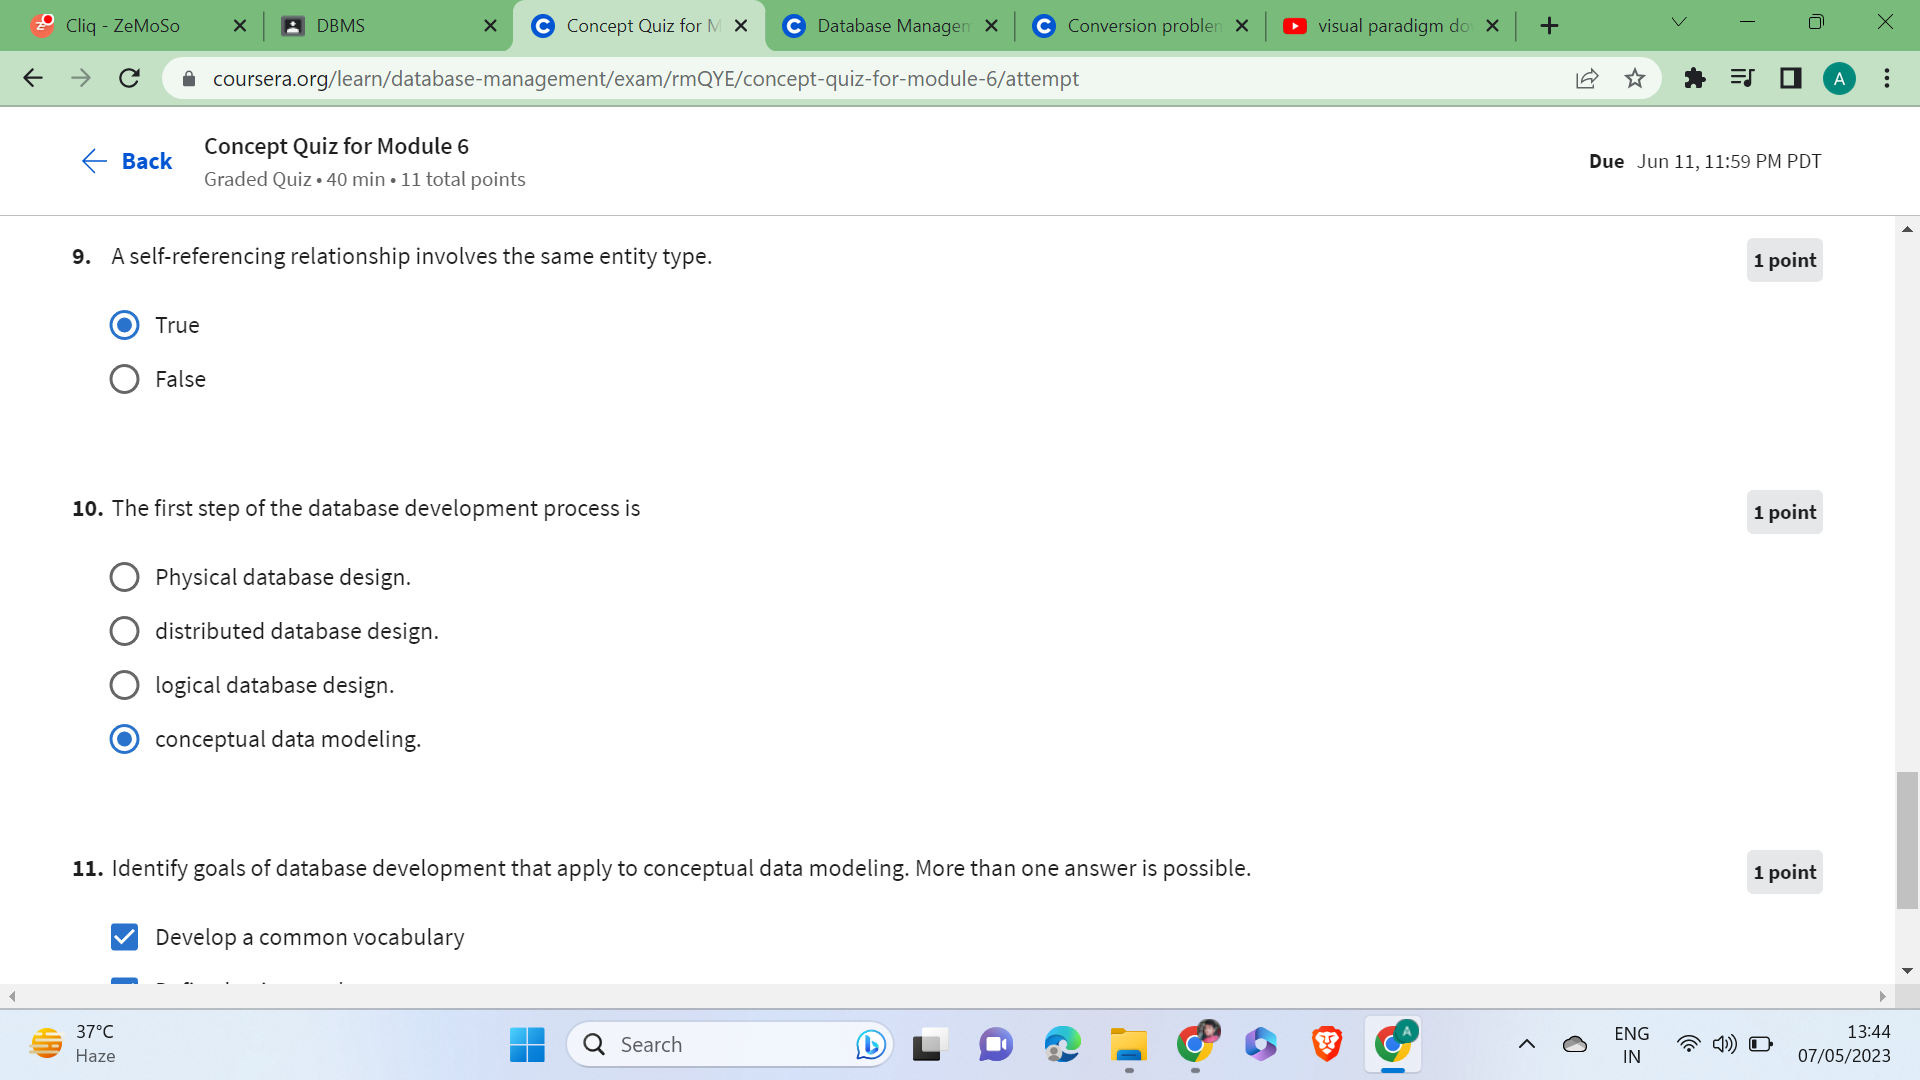 Cliq - ZeMoSo
DBMS
Concept Quiz for M
Database Managen
Conversion problen
visual paradigm do
coursera.org/learn/database-management/exam/rmQYE/concept-quiz-for-module-6/attempt
A
Back
Concept Quiz for Module 6
Graded Quiz • 40 min • 11 total points
Due Jun 11, 11:59 PM PDT
9. A self-referencing relationship involves the same entity type.
1 point
True
False
10. The first step of the database development process is
1 point
Physical database design.
distributed database design.
logical database design.
conceptual data modeling.
11. Identify goals of database development that apply to conceptual data modeling. More than one answer is possible.
1 point
Develop a common vocabulary
37°C
Haze
Search
A
ENG
IN
13:44
07/05/2023